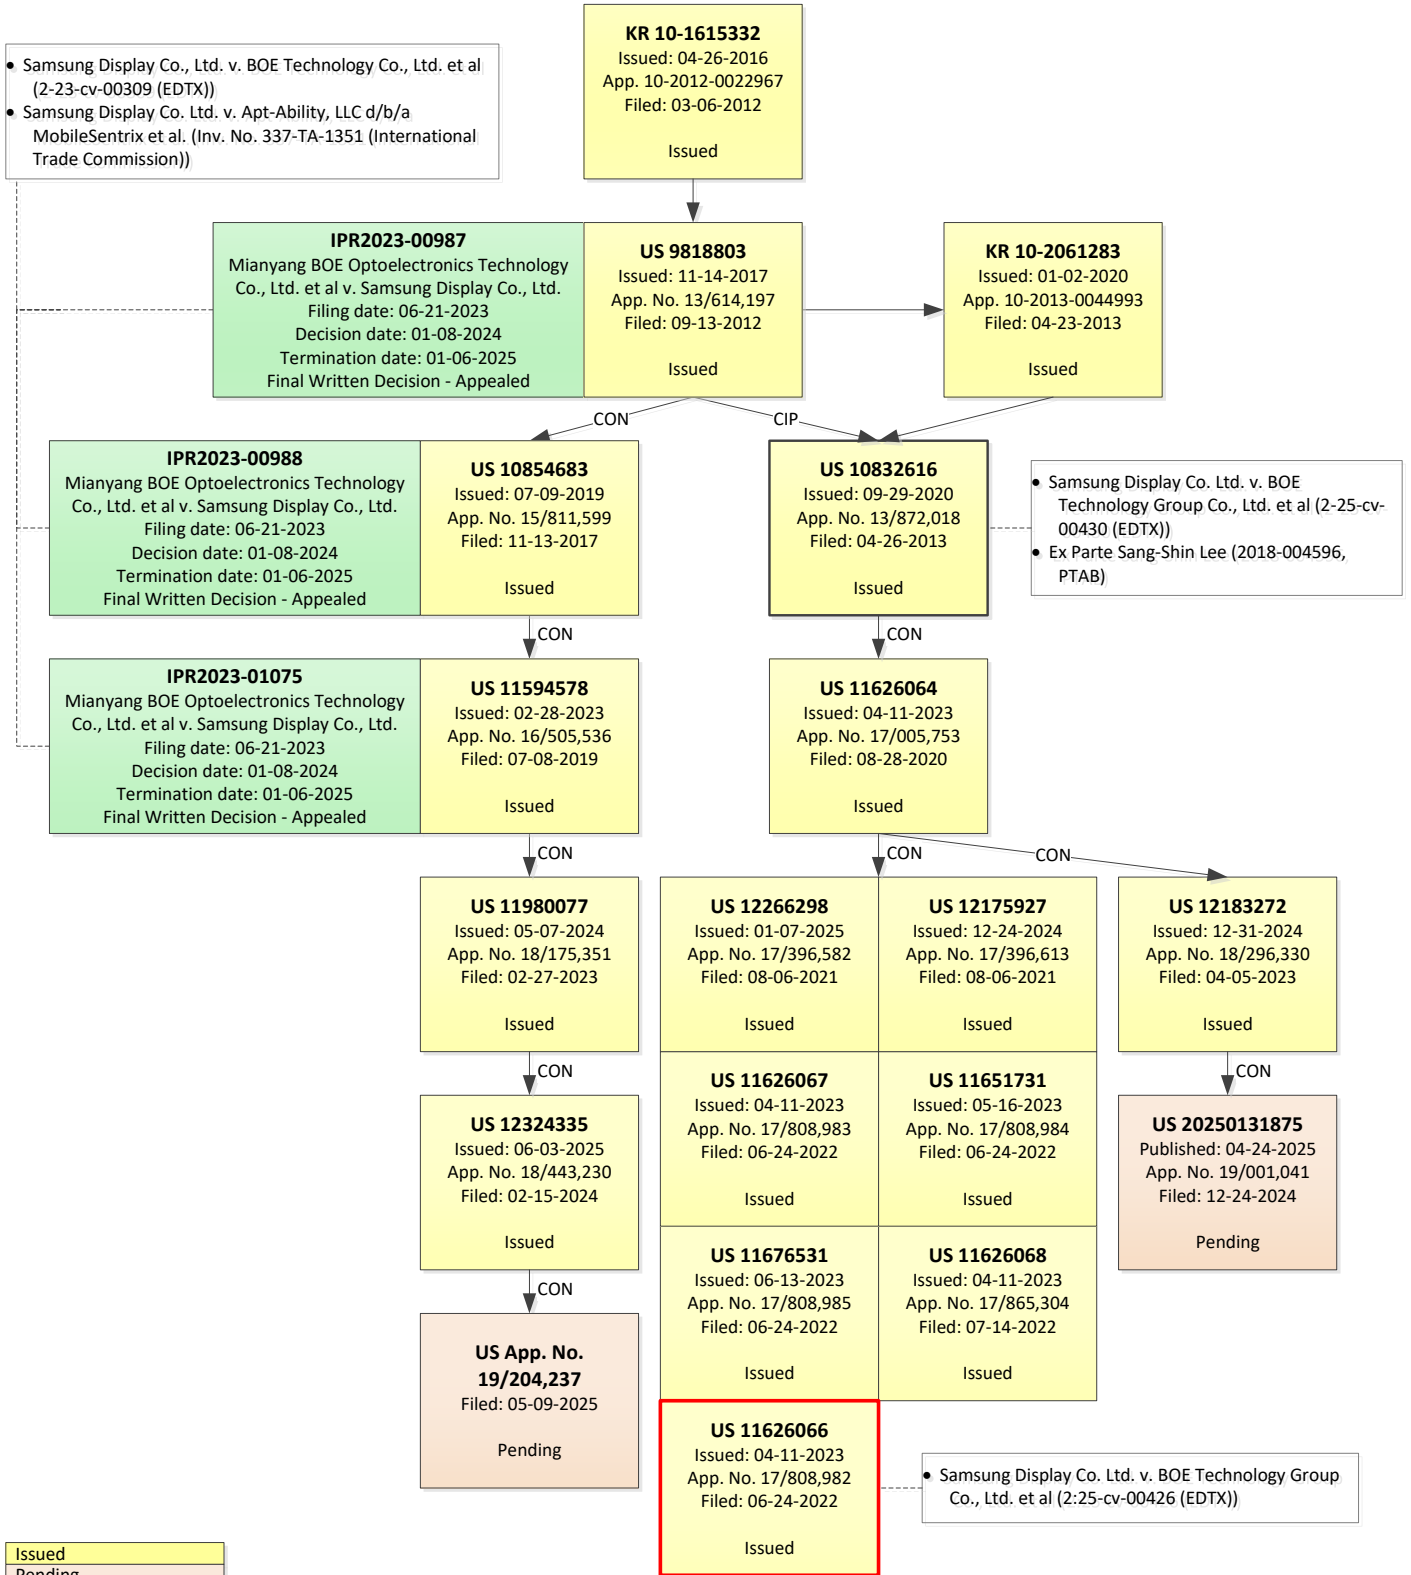 KR 10-1615332
Issued: 04-26-2016
App. 10-2012-0022967
Filed: 03-06-2012
Issued
• Samsung Display Co., Ltd. v. BOE Technology Co., Ltd. et al
(2-23-cv-00309 (EDTX))
• Samsung Display Co. Ltd. v. Apt-Ability, LLC d/b/a
MobileSentrix et al. (Inv. No. 337-TA-1351 (International
Trade Commission))
IPR2023-00987
Mianyang BOE Optoelectronics Technology
Co., Ltd. et al v. Samsung Display Co., Ltd.
Filing date: 06-21-2023
Decision date: 01-08-2024
Termination date: 01-06-2025
Final Written Decision - Appealed
US 9818803
Issued: 11-14-2017
App. No. 13/614,197
Filed: 09-13-2012
Issued
KR 10-2061283
Issued: 01-02-2020
App. 10-2013-0044993
Filed: 04-23-2013
Issued
CON
CIP
IPR2023-00988
Mianyang BOE Optoelectronics Technology
Co., Ltd. et al v. Samsung Display Co., Ltd.
Filing date: 06-21-2023
Decision date: 01-08-2024
Termination date: 01-06-2025
Final Written Decision - Appealed
US 10854683
Issued: 07-09-2019
App. No. 15/811,599
Filed: 11-13-2017
Issued
US 10832616
Issued: 09-29-2020
App. No. 13/872,018
Filed: 04-26-2013
Issued
• Samsung Display Co. Ltd. v. BOE
Technology Group Co., Ltd. et al (2-25-cv-
00430 (EDTX))
• Ex Parte Sang-Shin Lee (2018-004596,
PTAB)
CON
CON
IPR2023-01075
Mianyang BOE Optoelectronics Technology
Co., Ltd. et al v. Samsung Display Co., Ltd.
Filing date: 06-21-2023
Decision date: 01-08-2024
Termination date: 01-06-2025
Final Written Decision - Appealed
US 11594578
Issued: 02-28-2023
App. No. 16/505,536
Filed: 07-08-2019
Issued
US 11626064
Issued: 04-11-2023
App. No. 17/005,753
Filed: 08-28-2020
Issued
CON
CON
CON
US 11980077
Issued: 05-07-2024
App. No. 18/175,351
Filed: 02-27-2023
Issued
US 12266298
Issued: 01-07-2025
App. No. 17/396,582
Filed: 08-06-2021
Issued
US 12175927
Issued: 12-24-2024
App. No. 17/396,613
Filed: 08-06-2021
Issued
US 12183272
Issued: 12-31-2024
App. No. 18/296,330
Filed: 04-05-2023
Issued
CON
CON
US 12324335
Issued: 06-03-2025
App. No. 18/443,230
Filed: 02-15-2024
Issued
US 11626067
Issued: 04-11-2023
App. No. 17/808,983
Filed: 06-24-2022
Issued
US 11651731
Issued: 05-16-2023
App. No. 17/808,984
Filed: 06-24-2022
Issued
US 20250131875
Published: 04-24-2025
App. No. 19/001,041
Filed: 12-24-2024
Pending
CON
US App. No.
19/204,237
Filed: 05-09-2025
Pending
US 11676531
Issued: 06-13-2023
App. No. 17/808,985
Filed: 06-24-2022
Issued
US 11626068
Issued: 04-11-2023
App. No. 17/865,304
Filed: 07-14-2022
Issued
US 11626066
Issued: 04-11-2023
App. No. 17/808,982
Filed: 06-24-2022
Issued
• Samsung Display Co. Ltd. v. BOE Technology Group
Co., Ltd. et al (2:25-cv-00426 (EDTX))
Issued
Pending